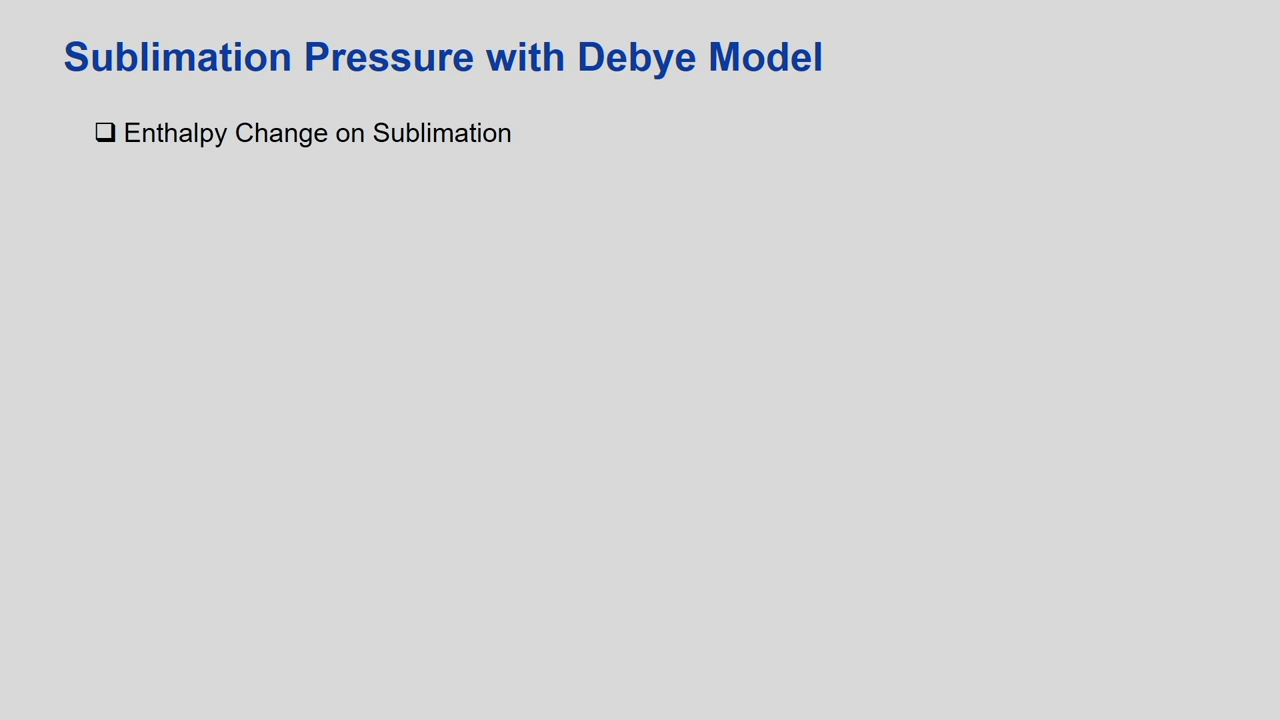 Sublimation Pressure with Debye Model
❑ Enthalpy Change on Sublimation